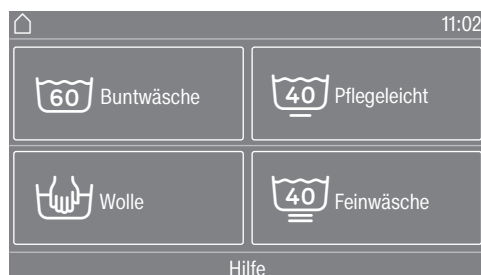 11:02
60 Buntwäsche
40 Pflegeleicht
Wolle
40 Feinwäsche
Hilfe